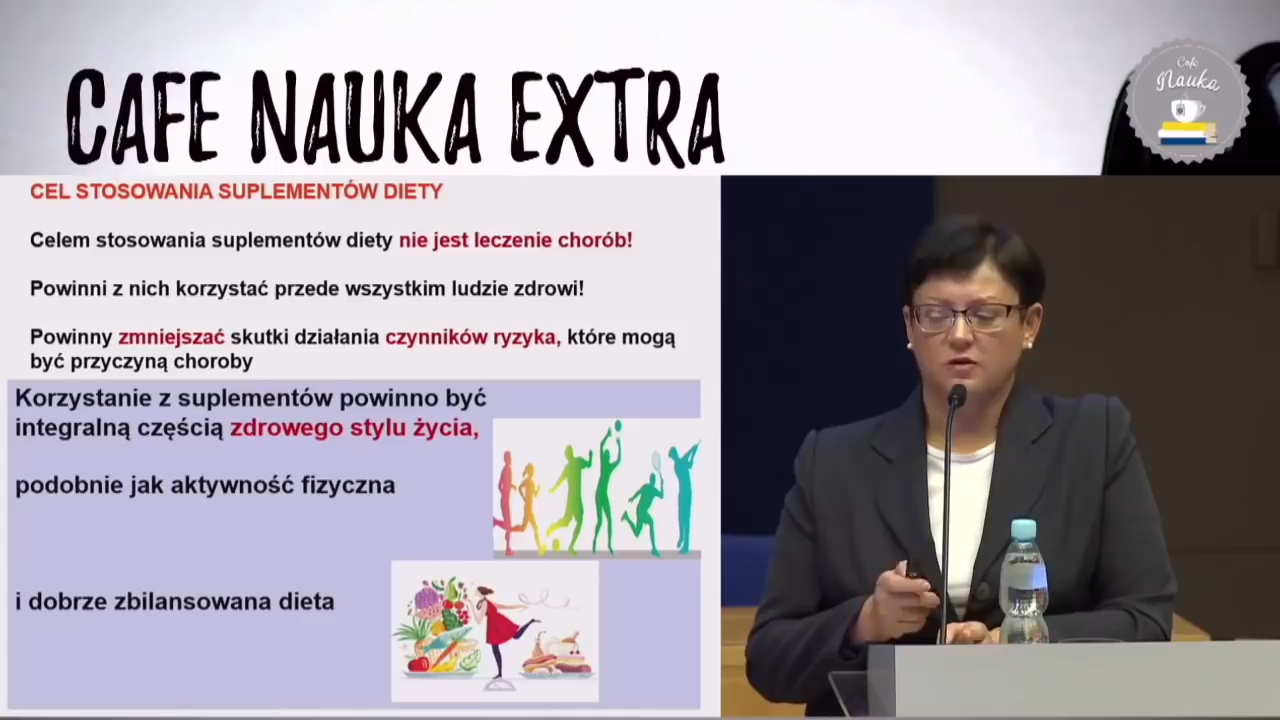 CAFE NAUKA EXTRA
Cafe
Nauka
CEL STOSOWANIA SUPLEMENTÓW DIETY
Celem stosowania suplementów diety nie jest leczenie chorób!
Powinni z nich korzystać przede wszystkim ludzie zdrowi!
Powinny zmniejszać skutki działania czynników ryzyka, które mogą
być przyczyną choroby
Korzystanie z suplementów powinno być
integralną częścią zdrowego stylu życia,
podobnie jak aktywność fizyczna
i dobrze zbilansowana dieta